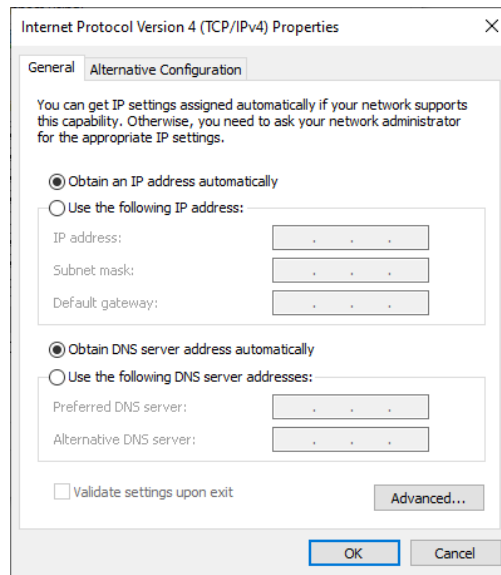 Internet Protocol Version 4 (TCP/IPv4) Properties
General
Alternative Configuration
You can get IP settings assigned automatically if your network supports
this capability. Otherwise, you need to ask your network administrator
for the appropriate IP settings.
Obtain an IP address automatically
Use the following IP address:
IP address:
Subnet mask:
Default gateway:
Obtain DNS server address automatically
Use the following DNS server addresses:
Preferred DNS server:
Alternative DNS server:
Validate settings upon exit
Advanced...
OK
Cancel